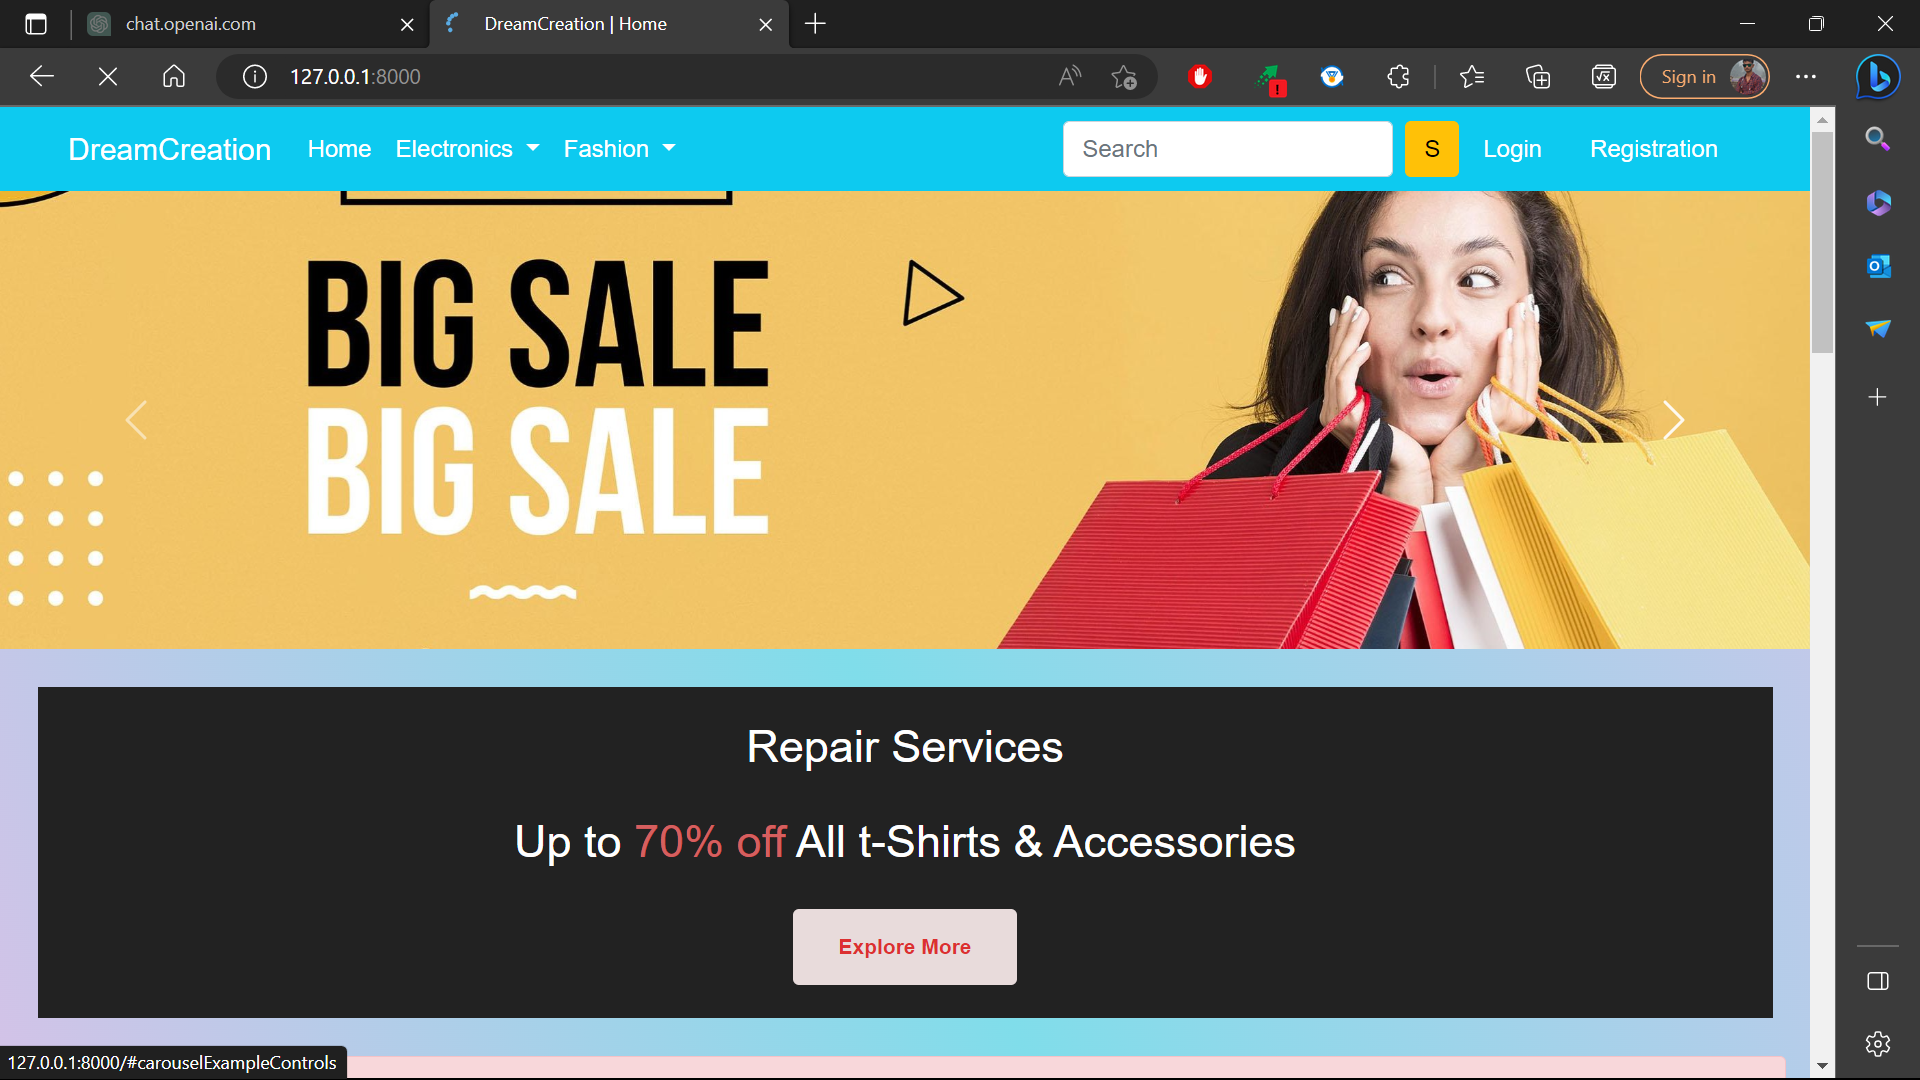 chat.openai.com
DreamCreation | Home
127.0.0.1:8000
Sign in
DreamCreation Home Electronics Fashion Search S Login Registration
BIG SALE
BIG SALE
Repair Services
Up to 70% off All t-Shirts & Accessories
Explore More
127.0.0.1:8000/#carouselExampleControls